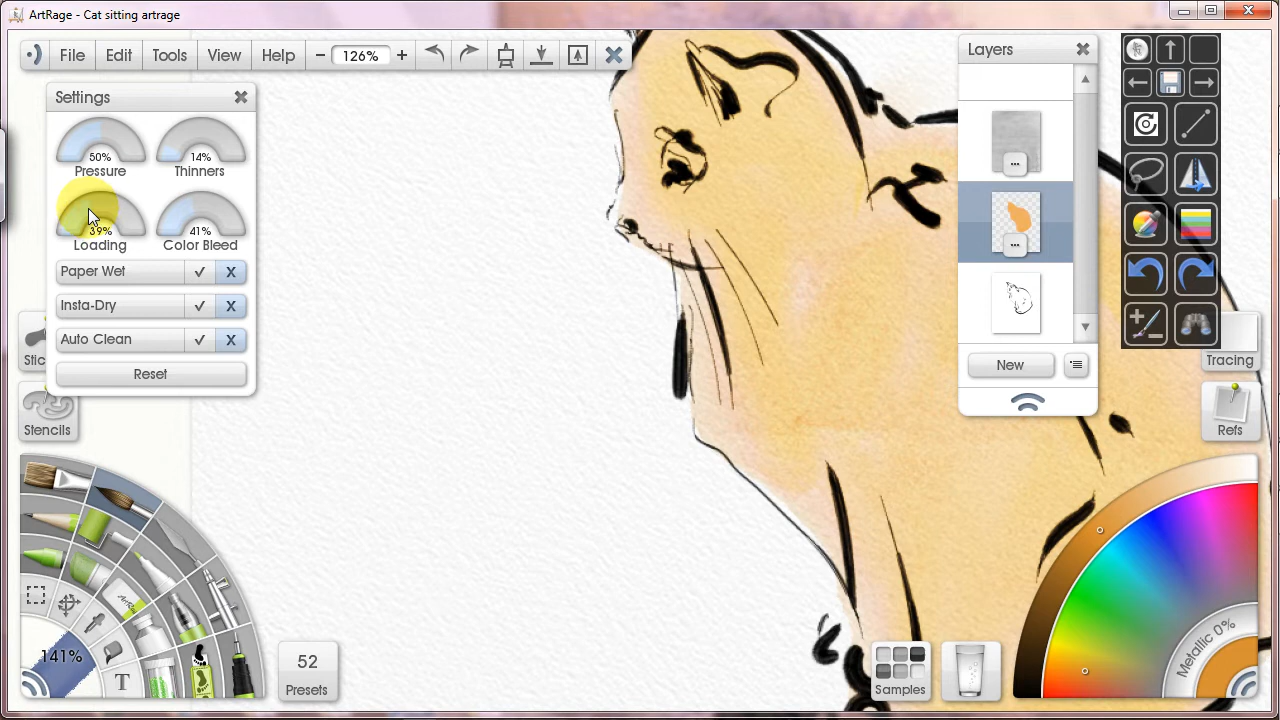 ArtRage - Cat sitting artrage
File Edit Tools View Help − 126% +
Settings
50% 14%
Pressure Thinners
39% 41%
Loading Color Bleed
Paper Wet ✓ X
Insta-Dry ✓ X
Auto Clean ✓ X
Reset
Stic
Stencils
Layers
...
...
New
Tracing
Refs
141%
T
52
Presets
Samples
Metallic 0%